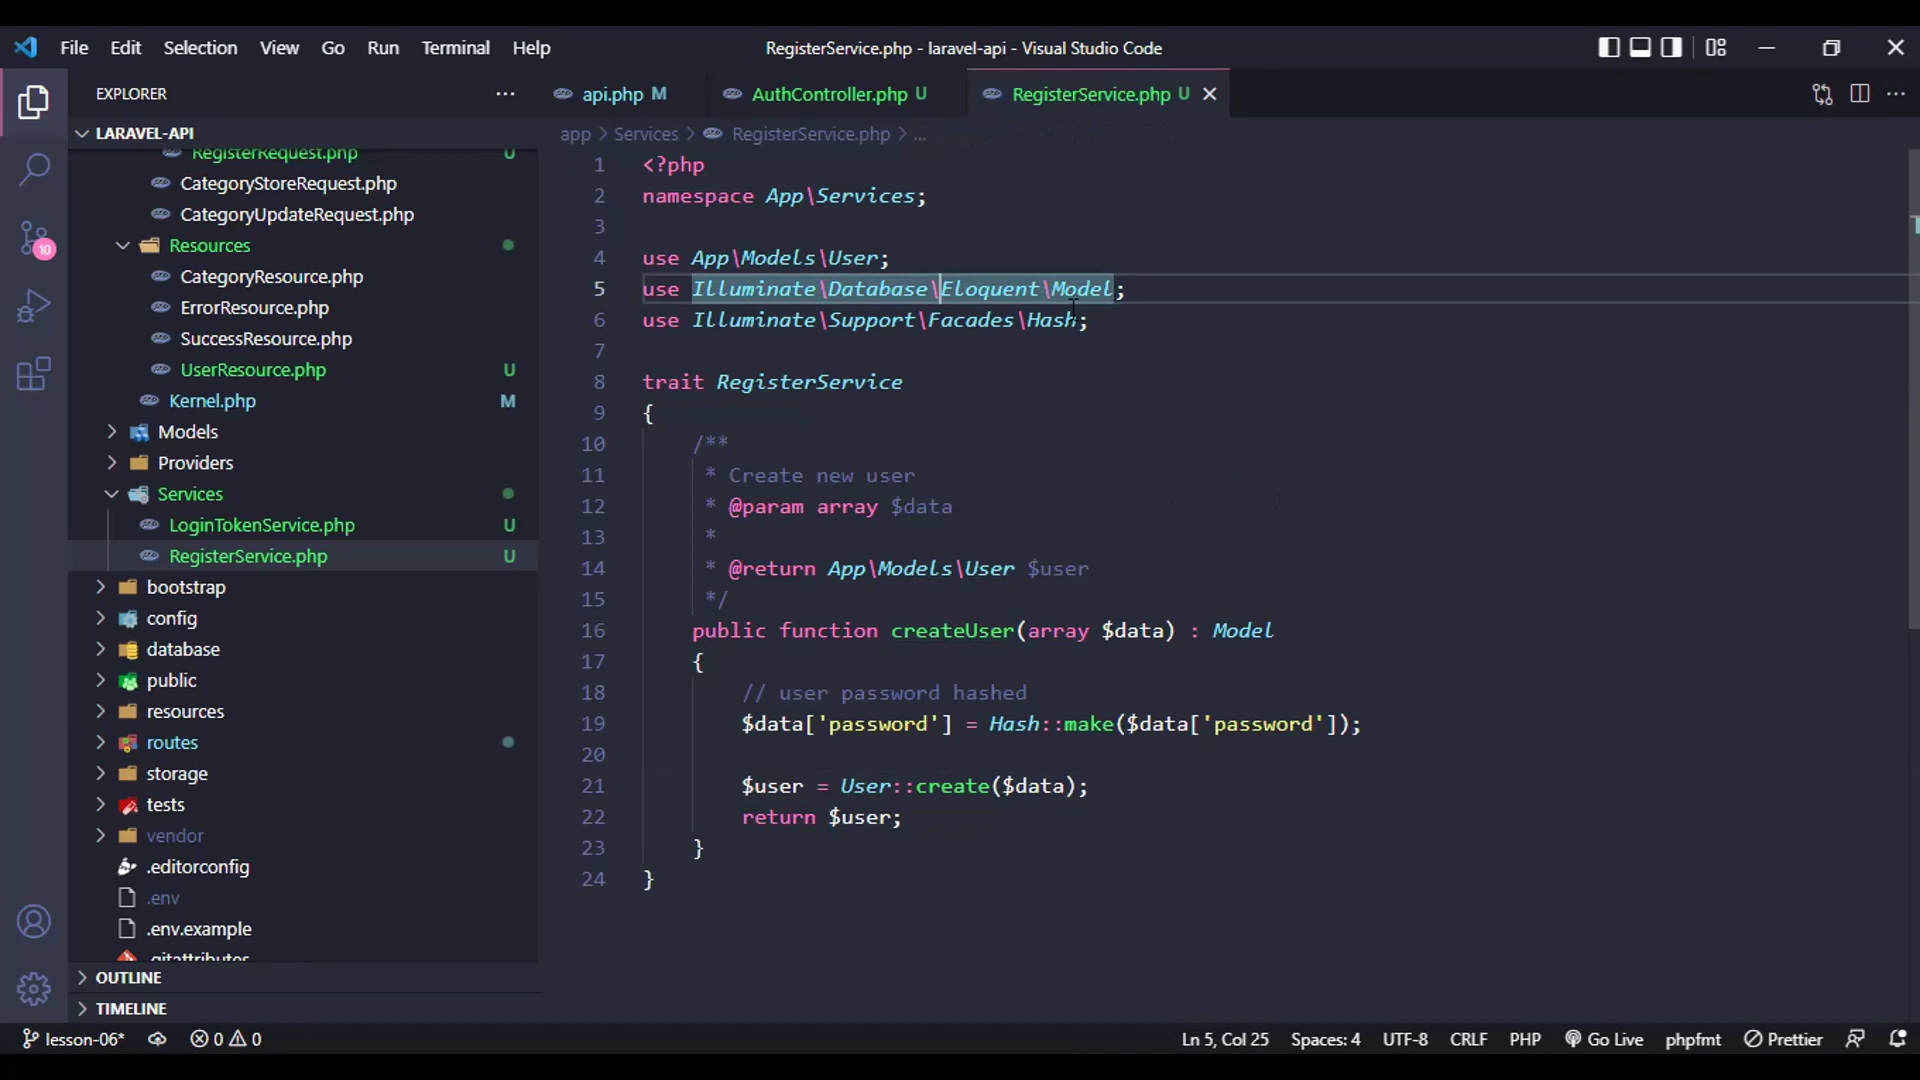 File Edit Selection View Go Run Terminal Help
RegisterService.php - laravel-api - Visual Studio Code
EXPLORER
LARAVEL-API
RegisterRequest.php U
CategoryStoreRequest.php
CategoryUpdateRequest.php
Resources
CategoryResource.php
ErrorResource.php
SuccessResource.php
UserResource.php U
Kernel.php M
Models
Providers
Services
LoginTokenService.php U
RegisterService.php U
bootstrap
config
database
public
resources
routes
storage
tests
vendor
.editorconfig
.env
.env.example
.gitattributes
OUTLINE
TIMELINE
10
api.php M AuthController.php U RegisterService.php U
app > Services > RegisterService.php > ...
1 <?php
2 namespace App\Services;
3
4 use App\Models\User;
5 use Illuminate\Database\Eloquent\Model;
6 use Illuminate\Support\Facades\Hash;
7
8 trait RegisterService
9 {
10 /**
11 * Create new user
12 * @param array $data
13 *
14 * @return App\Models\User $user
15 */
16 public function createUser(array $data) : Model
17 {
18 // user password hashed
19 $data['password'] = Hash::make($data['password']);
20
21 $user = User::create($data);
22 return $user;
23 }
24 }
lesson-06* 0 0 Ln 5, Col 25 Spaces: 4 UTF-8 CRLF PHP Go Live phpfmt Prettier